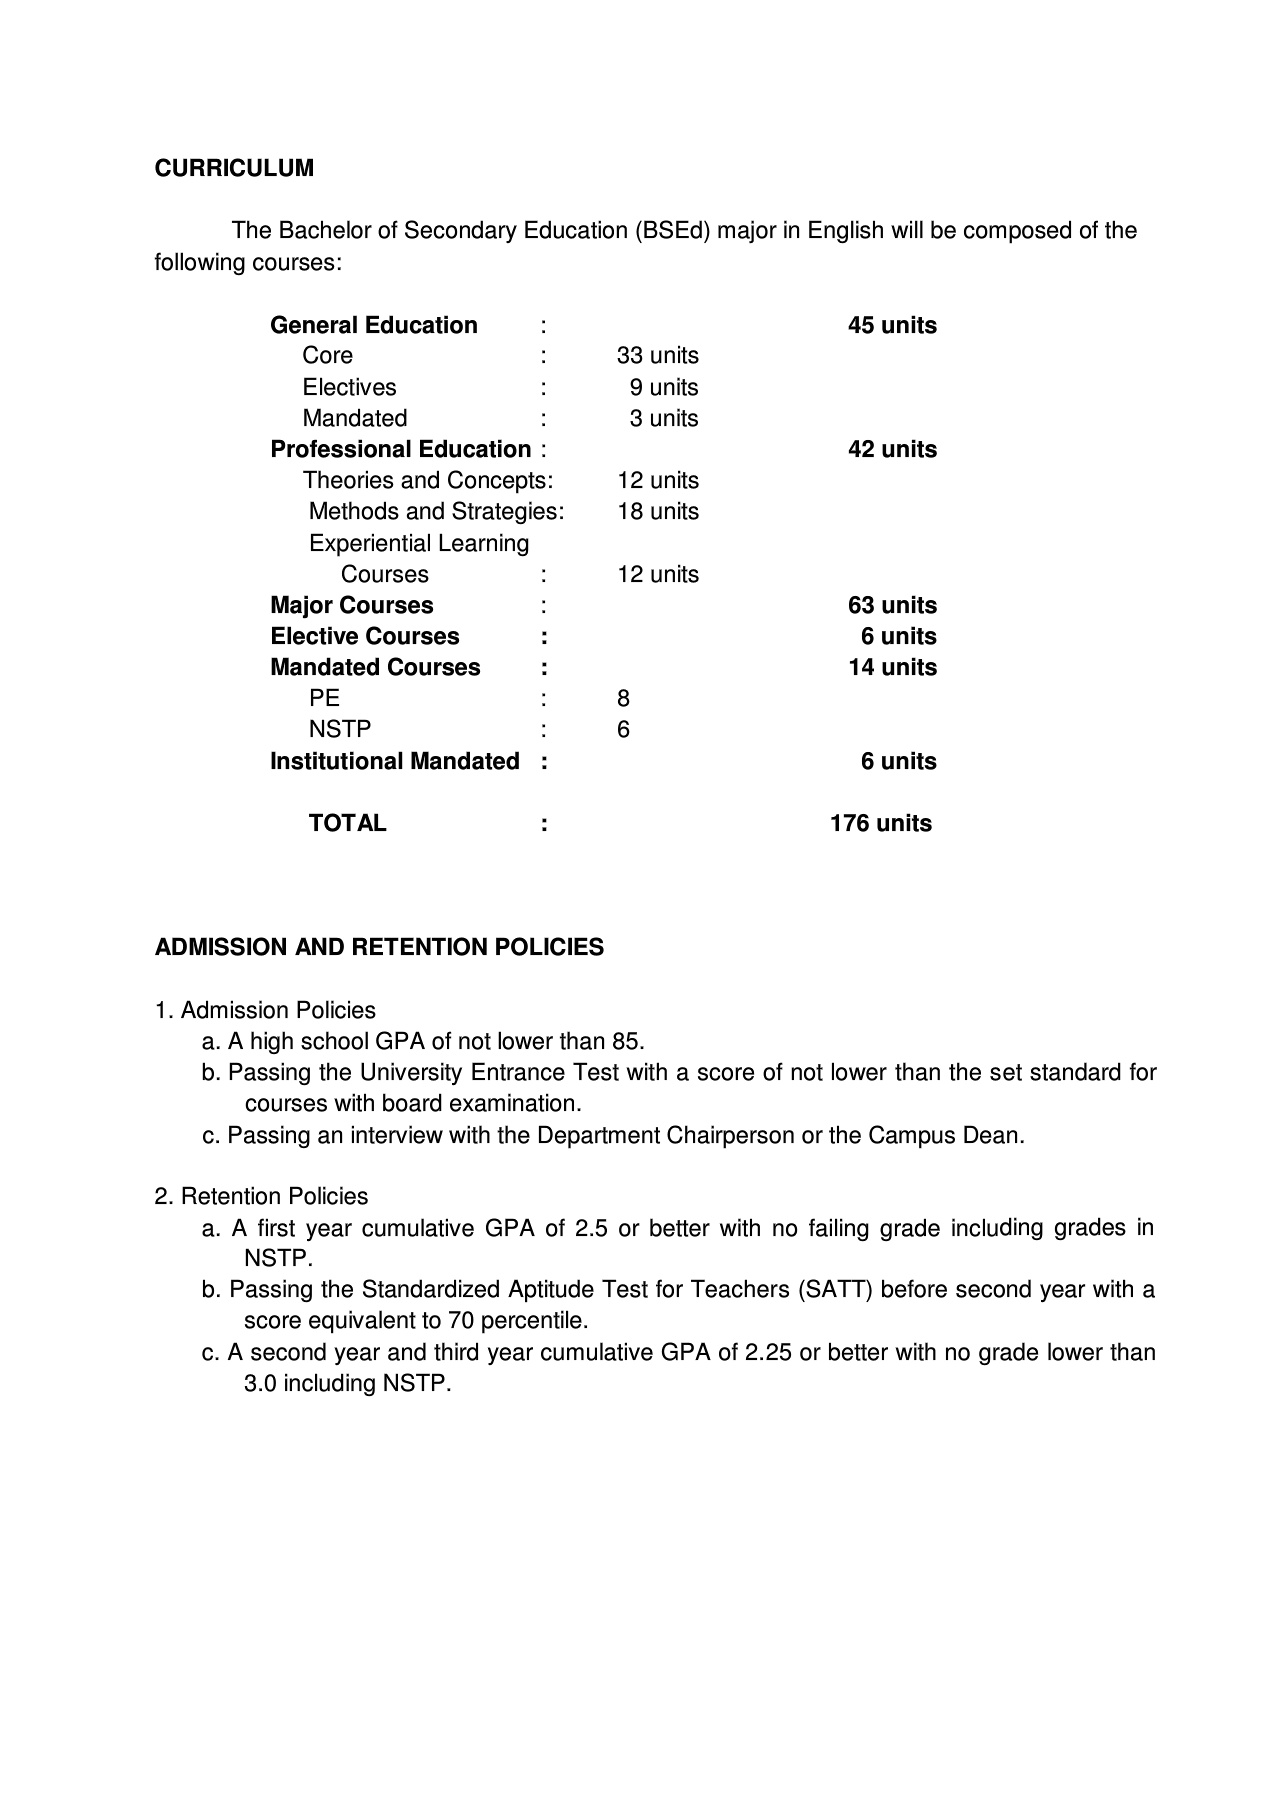 CURRICULUM
The Bachelor of Secondary Education (BSEd) major in English will be composed of the
following courses:
General Education : 45 units
Core : 33 units
Electives : 9 units
Mandated : 3 units
Professional Education : 42 units
Theories and Concepts: 12 units
Methods and Strategies: 18 units
Experiential Learning
Courses : 12 units
Major Courses : 63 units
Elective Courses : 6 units
Mandated Courses : 14 units
PE : 8
NSTP : 6
Institutional Mandated : 6 units
TOTAL : 176 units
ADMISSION AND RETENTION POLICIES
1. Admission Policies
a. A high school GPA of not lower than 85.
b. Passing the University Entrance Test with a score of not lower than the set standard for
courses with board examination.
c. Passing an interview with the Department Chairperson or the Campus Dean.
2. Retention Policies
a. A first year cumulative GPA of 2.5 or better with no failing grade including grades in
NSTP.
b. Passing the Standardized Aptitude Test for Teachers (SATT) before second year with a
score equivalent to 70 percentile.
c. A second year and third year cumulative GPA of 2.25 or better with no grade lower than
3.0 including NSTP.